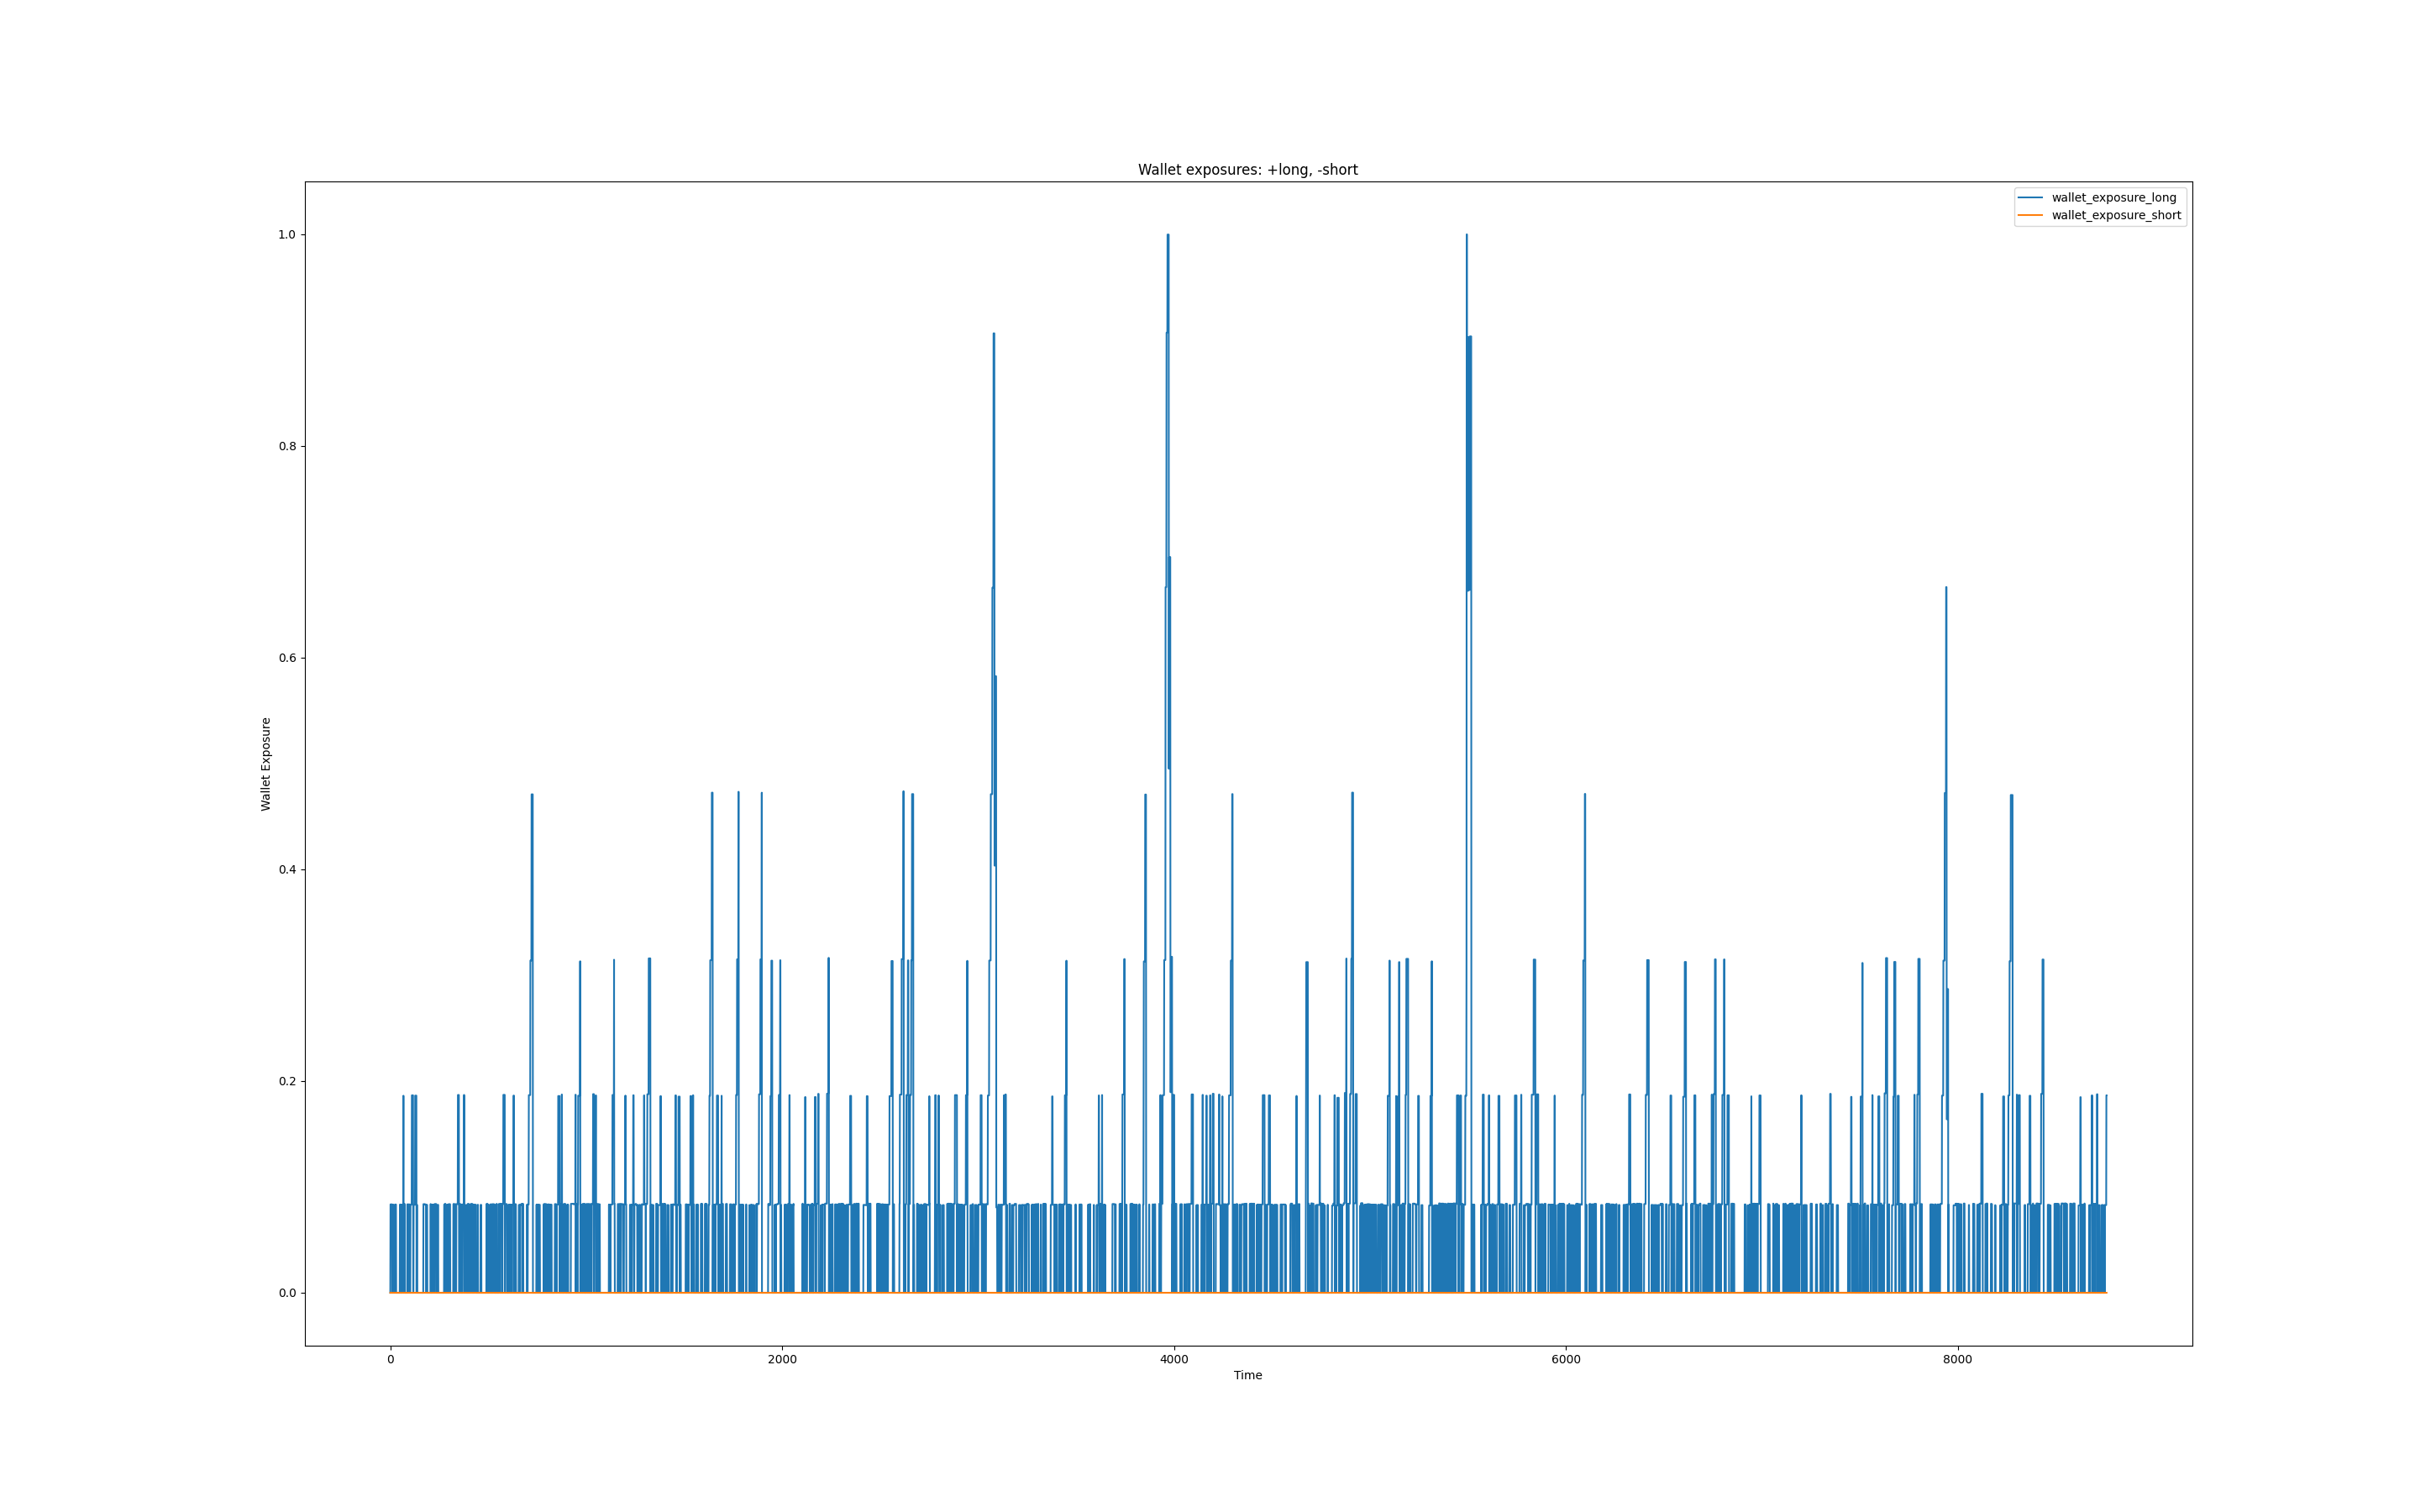 Wallet exposures: +long, -short
wallet_exposure_long
wallet_exposure_short
1.0
0.8
0.6
0.4
0.2
0.0
Wallet Exposure
0 2000 4000 6000 8000
Time